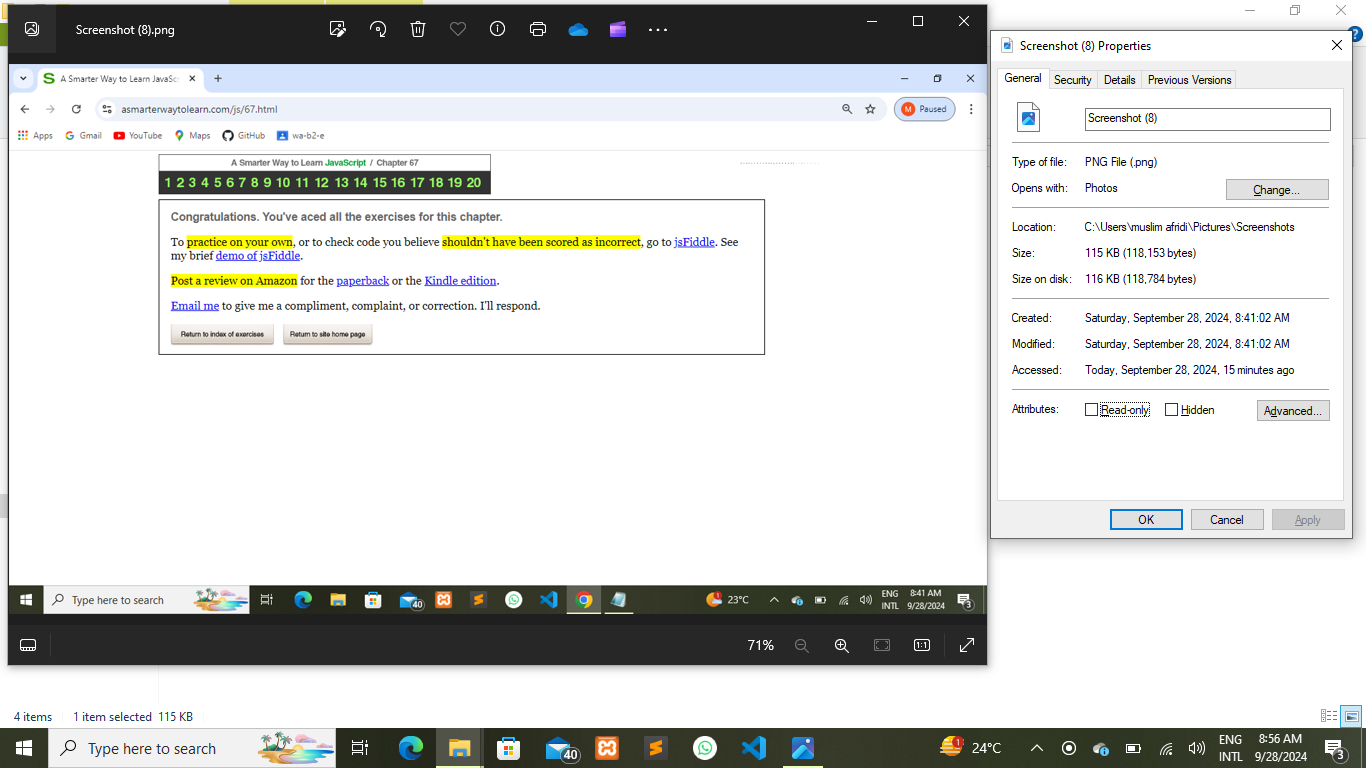 Screenshot (8).png
A Smarter Way to Learn JavaSc
asmarterwaytolearn.com/js/67.html
M Paused
Apps Gmail YouTube Maps GitHub wa-b2-e
A Smarter Way to Learn JavaScript / Chapter 67
1 2 3 4 5 6 7 8 9 10 11 12 13 14 15 16 17 18 19 20
Congratulations. You've aced all the exercises for this chapter.
To practice on your own, or to check code you believe shouldn't have been scored as incorrect, go to jsFiddle. See
my brief demo of jsFiddle.
Post a review on Amazon for the paperback or the Kindle edition.
Email me to give me a compliment, complaint, or correction. I'll respond.
Return to index of exercises Return to site home page
Type here to search 40 1 23°C ENG INTL 8:41 AM 9/28/2024 3
71% 1:1
Screenshot (8) Properties
General Security Details Previous Versions
Screenshot (8)
Type of file: PNG File (.png)
Opens with: Photos Change...
Location: C:\Users\muslim afridi\Pictures\Screenshots
Size: 115 KB (118,153 bytes)
Size on disk: 116 KB (118,784 bytes)
Created: Saturday, September 28, 2024, 8:41:02 AM
Modified: Saturday, September 28, 2024, 8:41:02 AM
Accessed: Today, September 28, 2024, 15 minutes ago
Attributes: Read-only Hidden Advanced...
OK Cancel Apply
4 items 1 item selected 115 KB
Type here to search 40 1 24°C ENG INTL 8:56 AM 9/28/2024 3